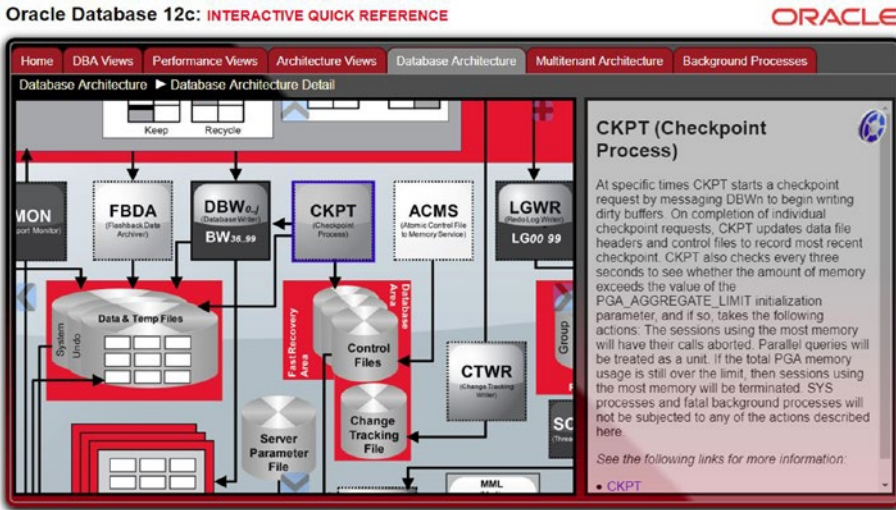 Oracle Database 12c: INTERACTIVE QUICK REFERENCE
ORACLE
Home
DBA Views
Performance Views
Architecture Views
Database Architecture
Multitenant Architecture
Background Processes
Database Architecture ► Database Architecture Detail
Keep
Recycle
MON
port Monitor)
FBDA
(Flashback Data
Archiver)
DBW0..j
(Database Writer)
BW36..99
CKPT
(Checkpoint
Process)
ACMS
(Atomic Control File
to Memory Service)
LGWR
(Redo Log Writer)
LG00 99
System
Undo
Data & Temp Files
Fast Recovery
Area
Database
Area
Control
Files
Group
CTWR
(Change Tracking
Writer)
Change
Tracking
File
Server
Parameter
File
SC
(Threa
MML
CKPT (Checkpoint
Process)
At specific times CKPT starts a checkpoint
request by messaging DBWn to begin writing
dirty buffers. On completion of individual
checkpoint requests, CKPT updates data file
headers and control files to record most recent
checkpoint. CKPT also checks every three
seconds to see whether the amount of memory
exceeds the value of the
PGA_AGGREGATE_LIMIT initialization
parameter, and if so, takes the following
actions: The sessions using the most memory
will have their calls aborted. Parallel queries will
be treated as a unit. If the total PGA memory
usage is still over the limit, then sessions using
the most memory will be terminated. SYS
processes and fatal background processes will
not be subjected to any of the actions described
here.
See the following links for more information:
• CKPT